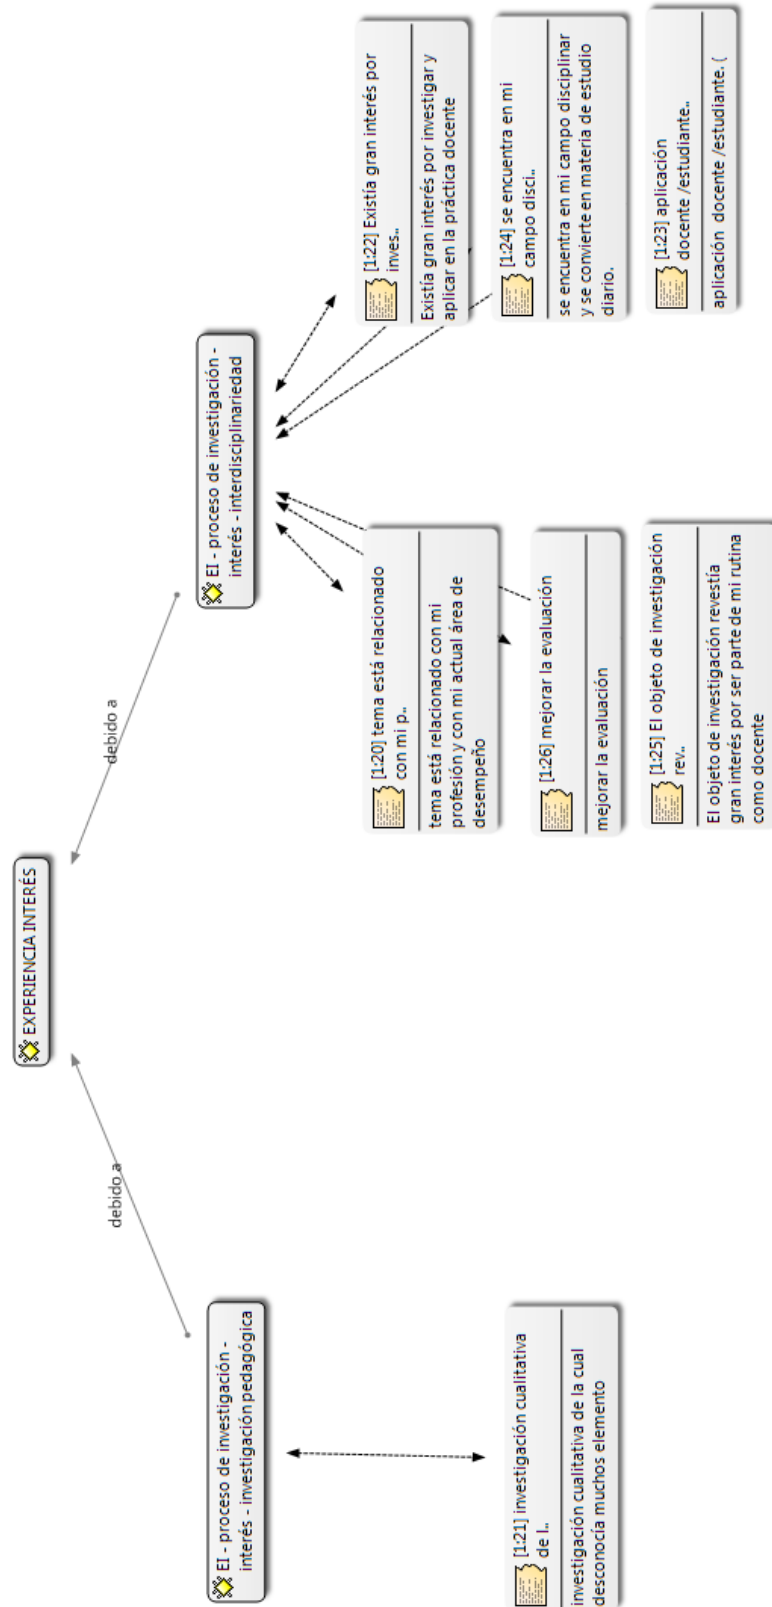 EXPERIENCIA INTERÉS
debido a
debido a
EI - proceso de investigación -
interés - investigación pedagógica
EI - proceso de investigación -
interés - interdisciplinariedad
[1:21] investigación cualitativa
de l..
investigación cualitativa de la cual
desconocía muchos elemento
[1:20] tema está relacionado
con mi p..
tema está relacionado con mi
profesión y con mi actual área de
desempeño
[1:22] Existía gran interés por
inves..
Existía gran interés por investigar y
aplicar en la práctica docente
[1:26] mejorar la evaluación
mejorar la evaluación
[1:24] se encuentra en mi
campo disci..
se encuentra en mi campo disciplinar
y se convierte en materia de estudio
diario.
[1:25] El objeto de investigación
rev..
El objeto de investigación revestía
gran interés por ser parte de mi rutina
como docente
[1:23] aplicación
docente /estudiante..
aplicación docente /estudiante. (